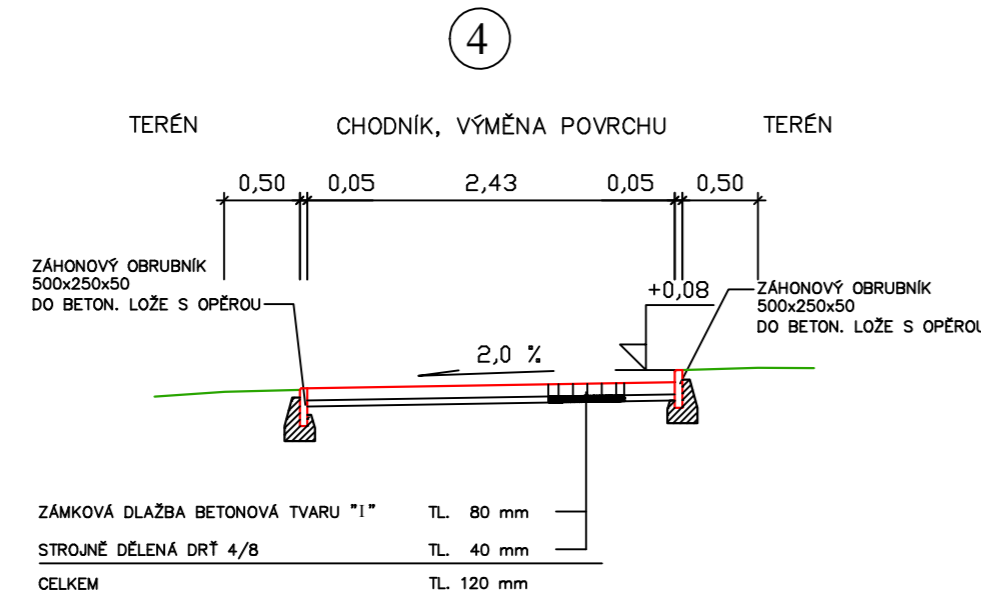 4
TERÉN CHODNÍK, VÝMĚNA POVRCHU TERÉN
0,50 0,05 2,43 0,05 0,50
ZÁHONOVÝ OBRUBNÍK
500x250x50
DO BETON. LOŽE S OPĚROU
+0,08
ZÁHONOVÝ OBRUBNÍK
500x250x50
DO BETON. LOŽE S OPĚROU
2,0 %
ZÁMKOVÁ DLAŽBA BETONOVÁ TVARU "I" TL. 80 mm
STROJNĚ DĚLENÁ DRŤ 4/8 TL. 40 mm
CELKEM TL. 120 mm